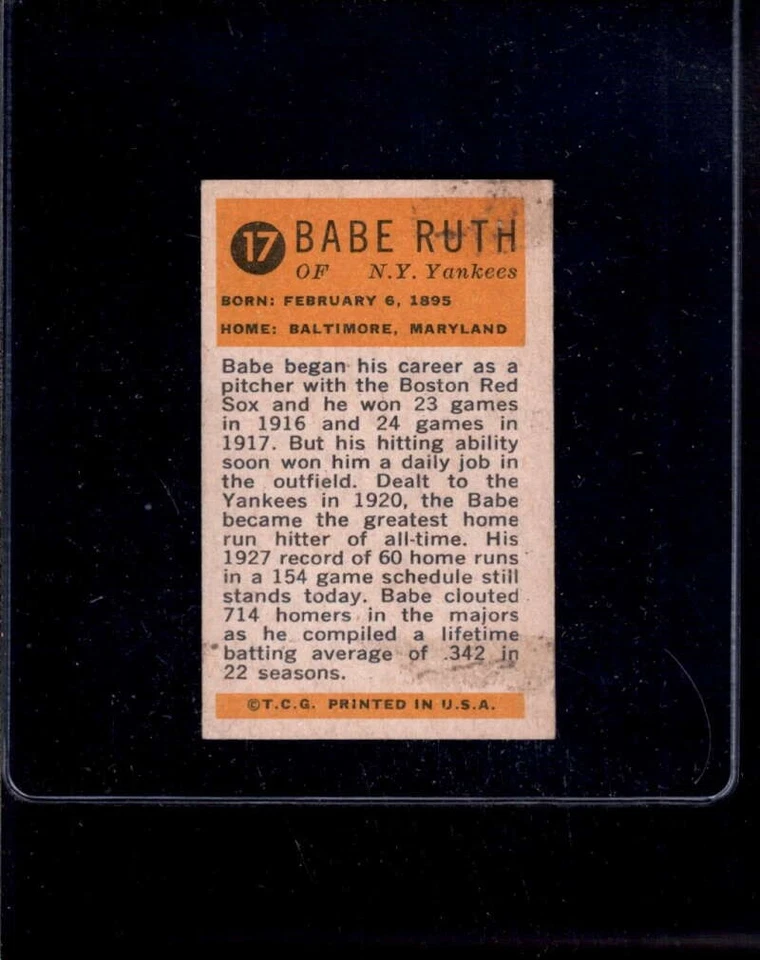 17 BABE RUTH
OF N.Y. Yankees
BORN: FEBRUARY 6, 1895
HOME: BALTIMORE, MARYLAND
Babe began his career as a
pitcher with the Boston Red
Sox and he won 23 games
in 1916 and 24 games in
1917. But his hitting ability
soon won him a daily job in
the outfield. Dealt to the
Yankees in 1920, the Babe
became the greatest home
run hitter of all-time. His
1927 record of 60 home runs
in a 154 game schedule still
stands today. Babe clouted
714 homers in the majors
as he compiled a lifetime
batting average of .342 in
22 seasons.
©T.C.G. PRINTED IN U.S.A.